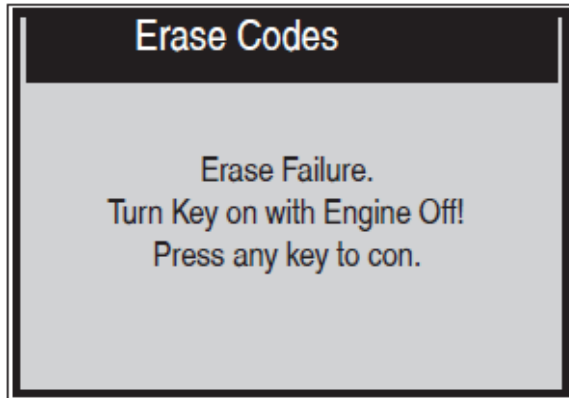 Erase Codes
Erase Failure.
Turn Key on with Engine Off!
Press any key to con.